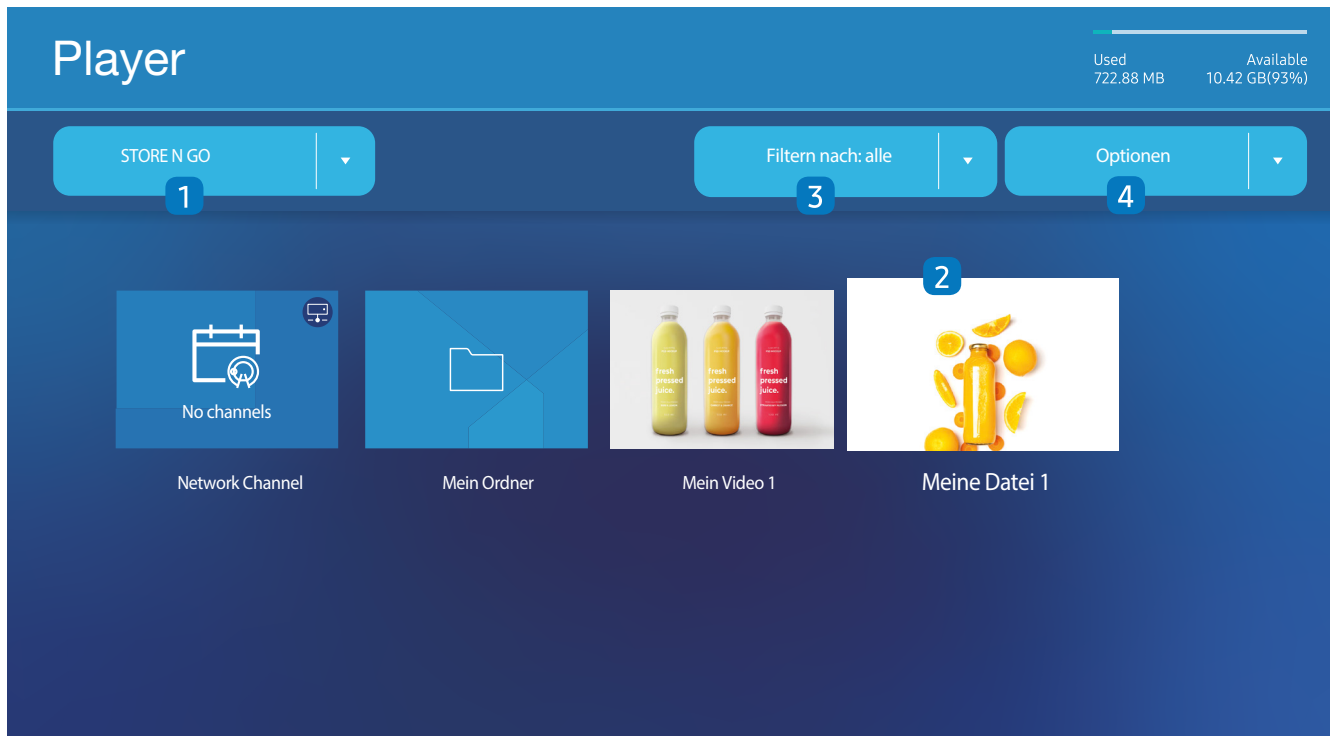 Player
Used Available
722.88 MB 10.42 GB(93%)
STORE N GO
Filtern nach: alle
Optionen
1
3
4
2
No channels
fresh pressed juice.
fresh pressed juice.
fresh pressed juice.
Network Channel
Mein Ordner
Mein Video 1
Meine Datei 1